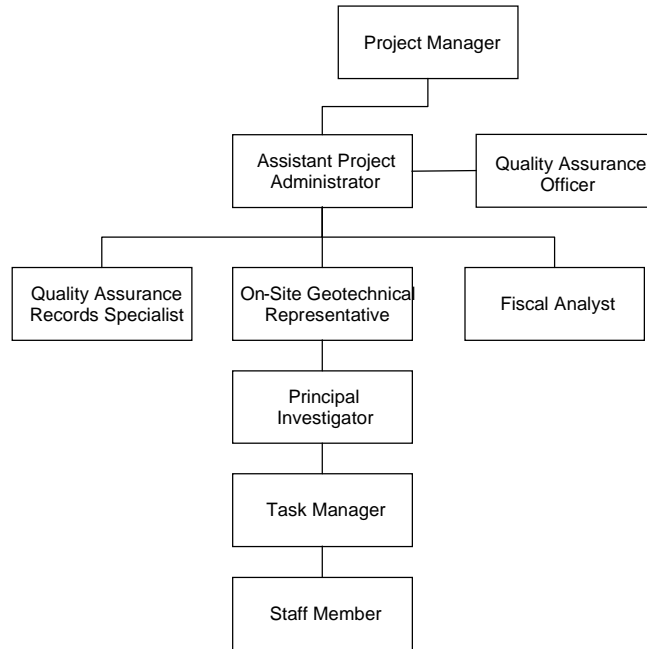 Project Manager
Assistant Project
Administrator
Quality Assurance
Officer
Quality Assurance
Records Specialist
On-Site Geotechnical
Representative
Fiscal Analyst
Principal
Investigator
Task Manager
Staff Member